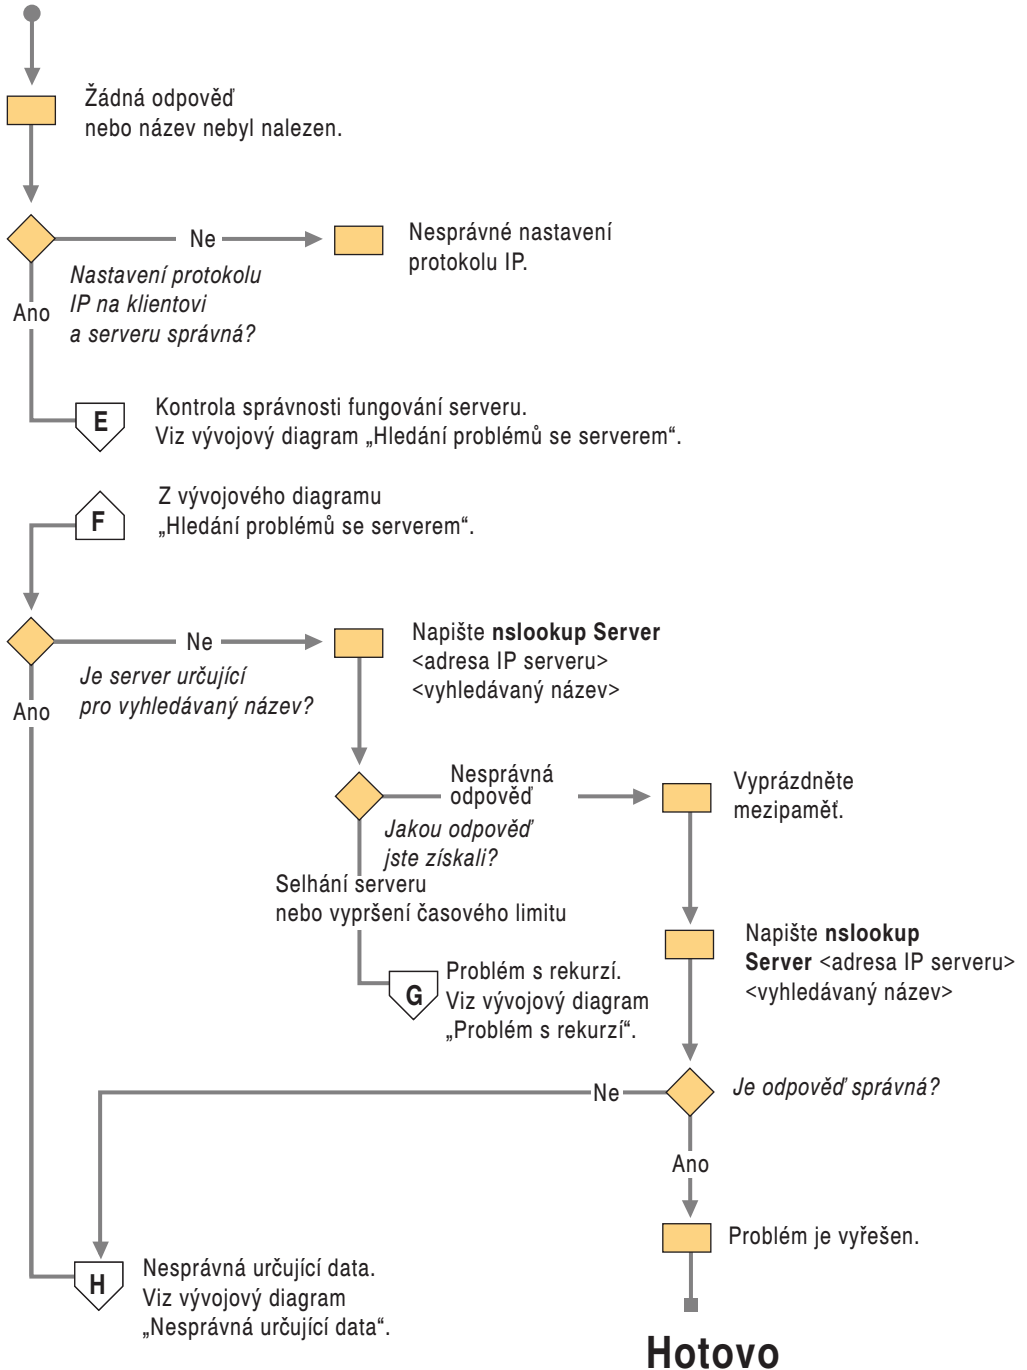 Žádná odpověď
nebo název nebyl nalezen.
Ne
Nesprávné nastavení
protokolu IP.
Nastavení protokolu
IP na klientovi
a serveru správná?
Ano
E
Kontrola správnosti fungování serveru.
Viz vývojový diagram „Hledání problémů se serverem“.
F
Z vývojového diagramu
„Hledání problémů se serverem“.
Ne
Napište nslookup Server
<adresa IP serveru>
<vyhledávaný název>
Je server určující
pro vyhledávaný název?
Ano
Nesprávná
odpověď
Vyprázdněte
mezipaměť.
Jakou odpověď
jste získali?
Selhání serveru
nebo vypršení časového limitu
Napište nslookup
Server <adresa IP serveru>
<vyhledávaný název>
G
Problém s rekurzí.
Viz vývojový diagram
„Problém s rekurzí“.
Ne
Je odpověď správná?
Ano
Problém je vyřešen.
H
Nesprávná určující data.
Viz vývojový diagram
„Nesprávná určující data“.
Hotovo